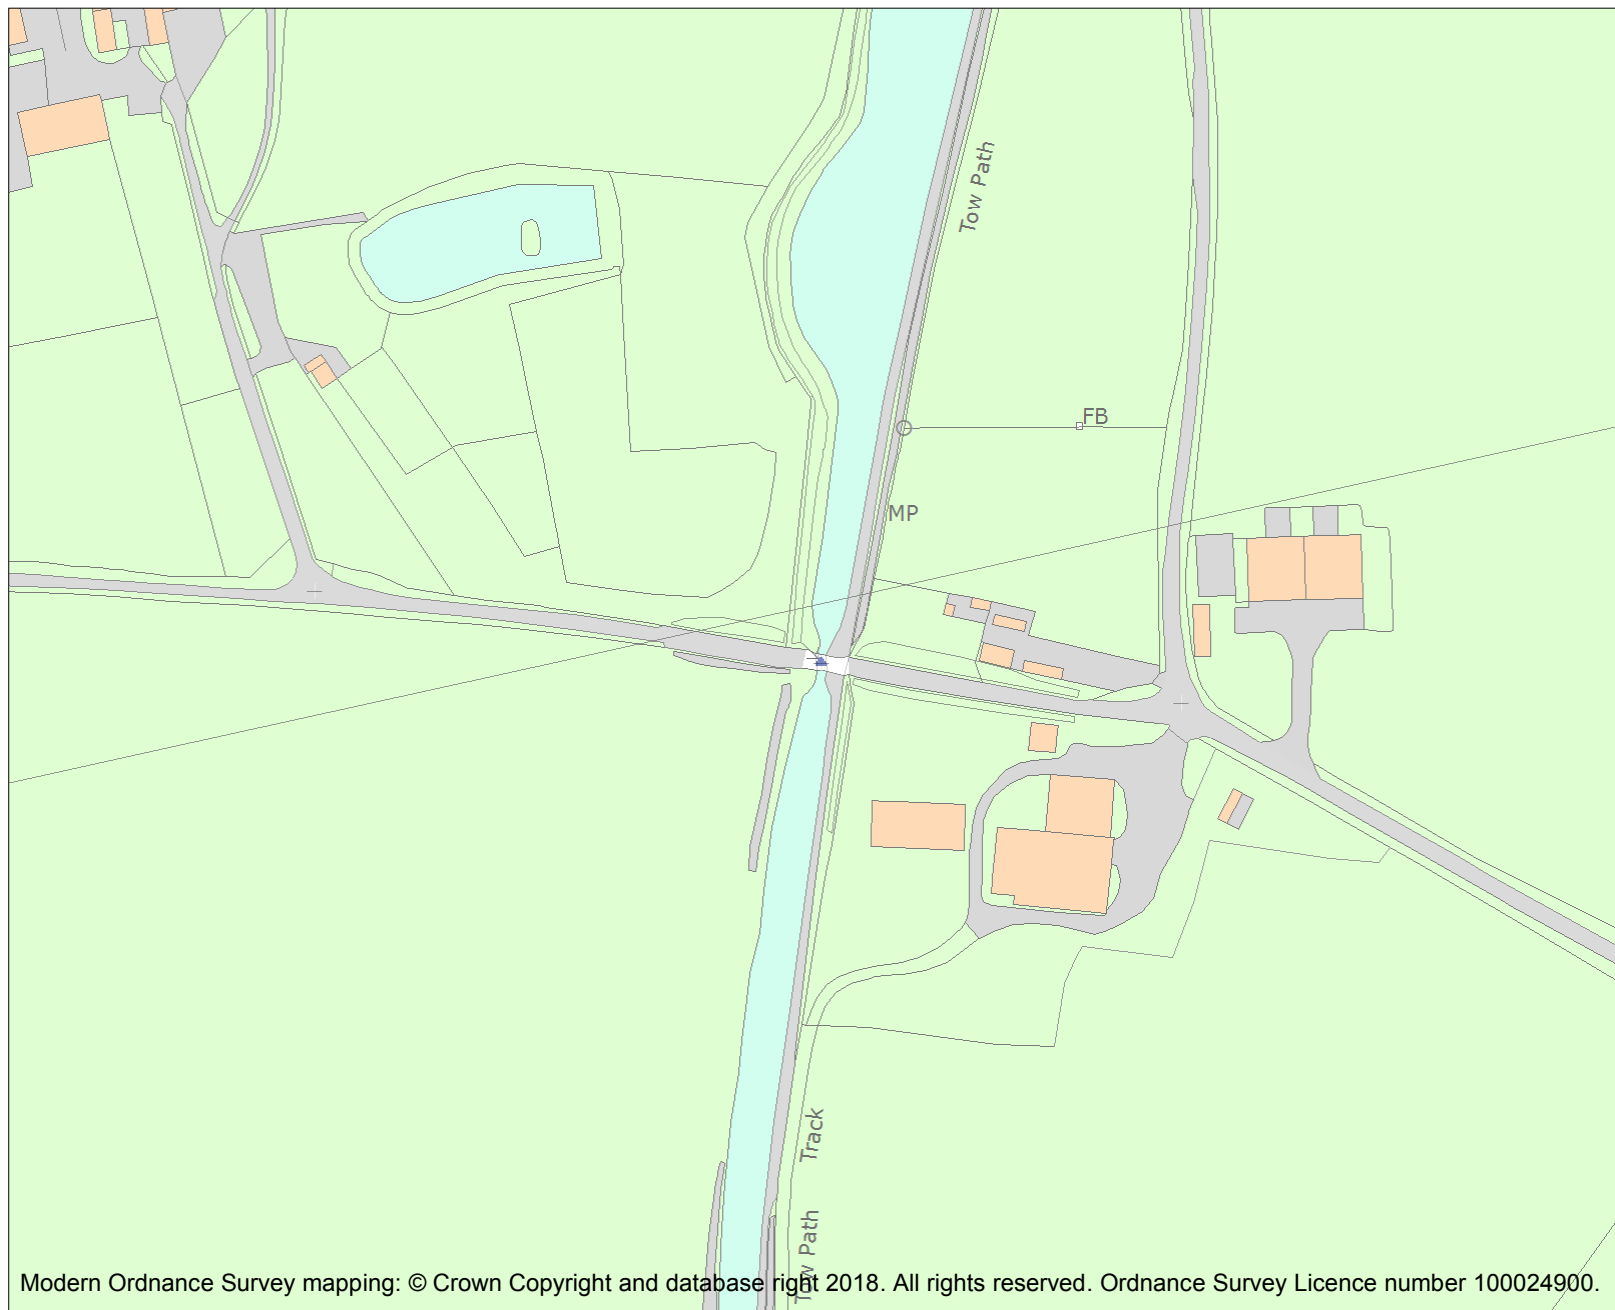 Tow Path
FB
MP
Track
Tow Path
Modern Ordnance Survey mapping: © Crown Copyright and database right 2018. All rights reserved. Ordnance Survey Licence number 100024900.